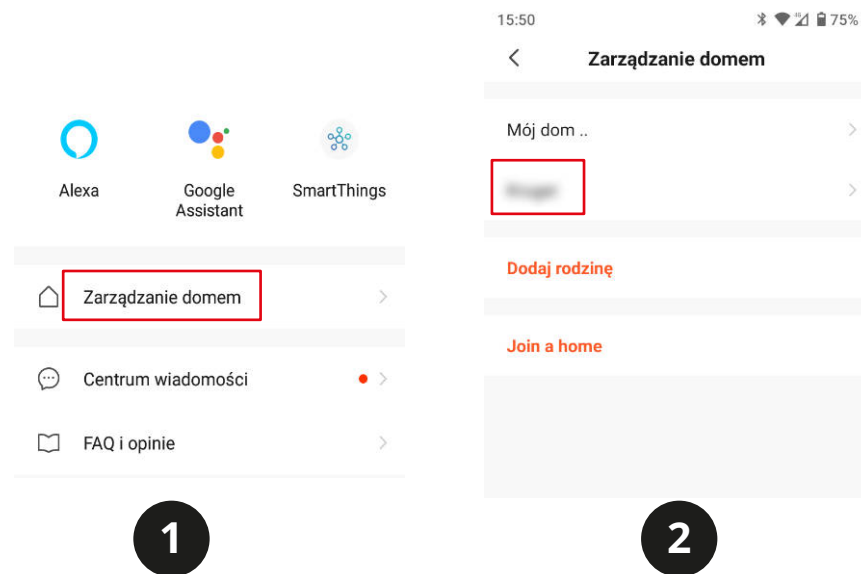 Alexa
Google
Assistant
SmartThings
Zarządzanie domem
Centrum wiadomości
FAQ i opinie
1
15:50
75%
Zarządzanie domem
Mój dom ..
Dodaj rodzinę
Join a home
2